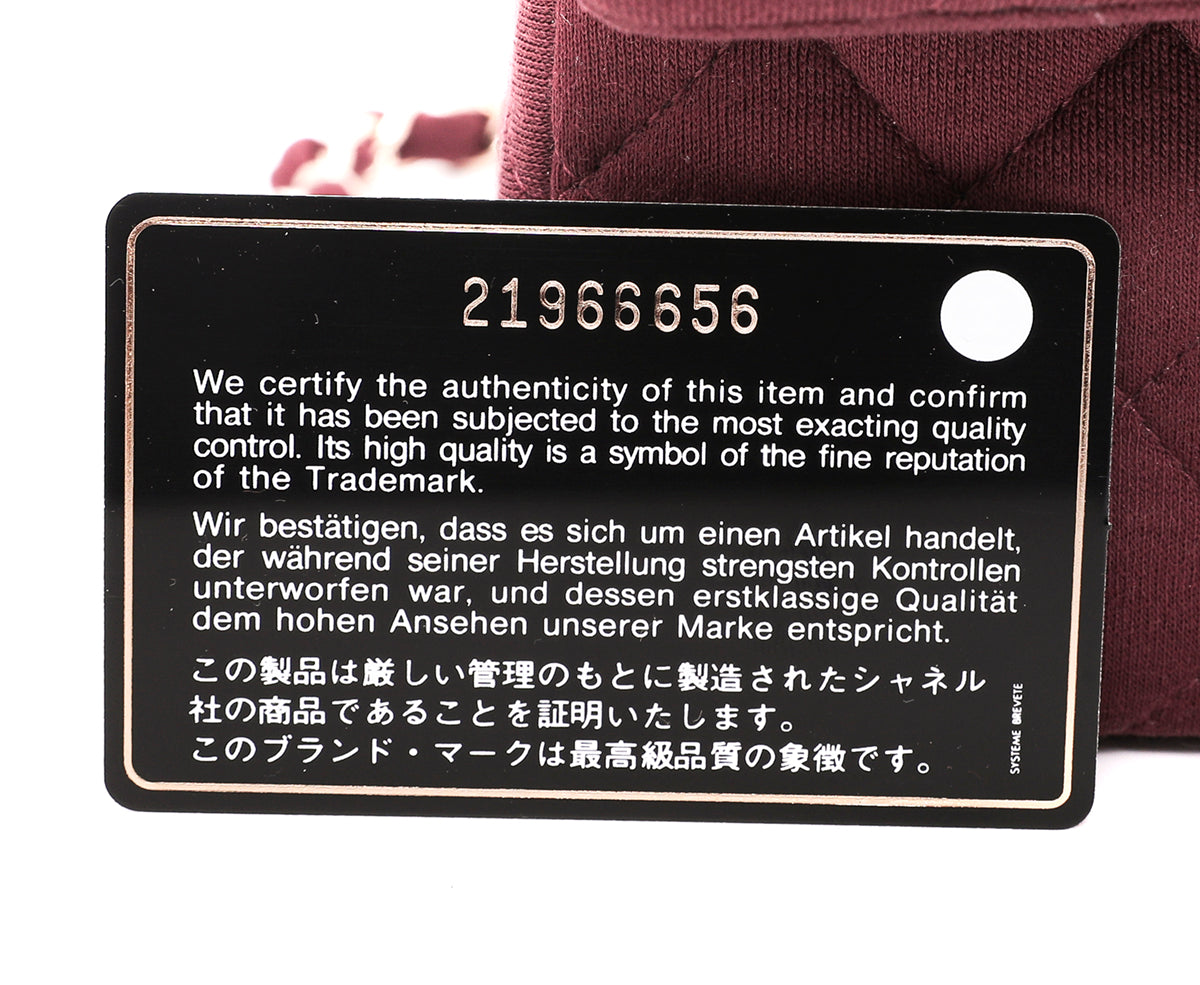 21966656
We certify the authenticity of this item and confirm
that it has been subjected to the most exacting quality
control. Its high quality is a symbol of the fine reputation
of the Trademark.
Wir bestätigen, dass es sich um einen Artikel handelt,
der während seiner Herstellung strengsten Kontrollen
unterworfen war, und dessen erstklassige Qualität
dem hohen Ansehen unserer Marke entspricht.
この製品は厳しい管理のもとに製造されたシャネル
社の商品であることを証明いたします。
このブランド・マークは最高級品質の象徴です。
SYSTEME BREVETE